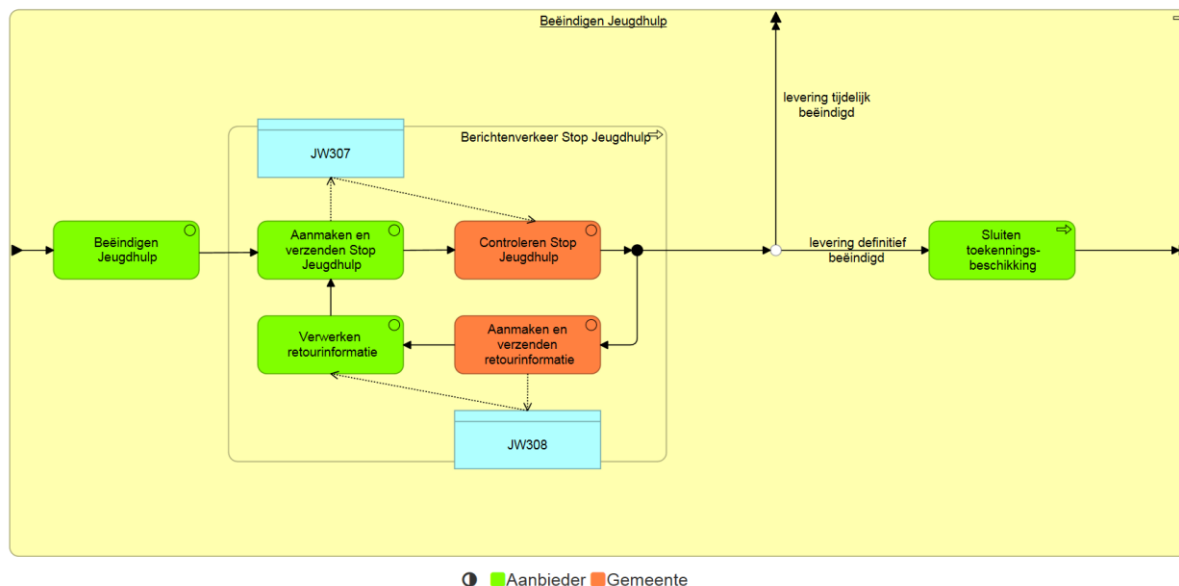 Beëindigen Jeugdhulp
levering tijdelijk
beëindigd
Berichtenverkeer Stop Jeugdhulp
JW307
Beëindigen
Jeugdhulp
Aanmaken en
verzenden Stop
Jeugdhulp
Controleren Stop
Jeugdhulp
levering definitief
beëindigd
Sluiten
toekennings-
beschikking
Verwerken
retourinformatie
Aanmaken en
verzenden
retourinformatie
JW308
Aanbieder
Gemeente